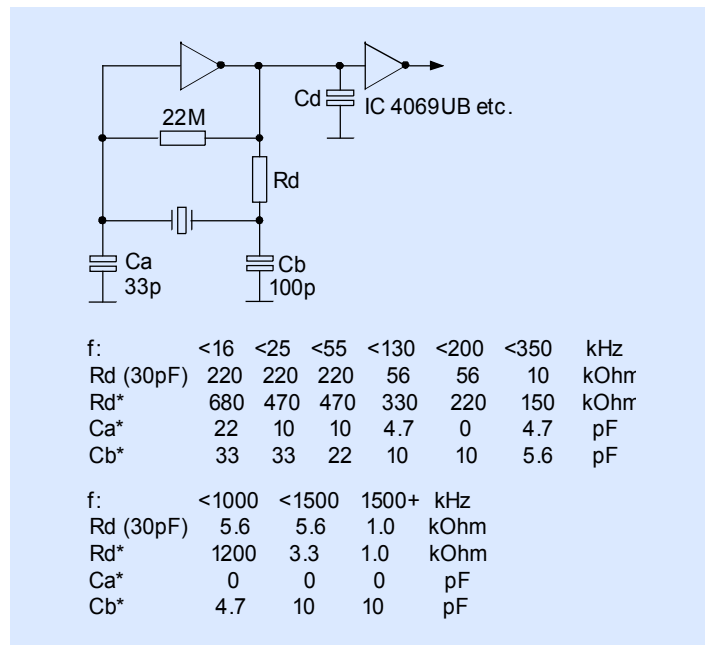 Cd
IC 4069UB etc.
22M
Rd
Ca
33p
Cb
100p
f: <16 <25 <55 <130 <200 <350 kHz
Rd (30pF) 220 220 220 56 56 10 kOhm
Rd* 680 470 470 330 220 150 kOhm
Ca* 22 10 10 4.7 0 4.7 pF
Cb* 33 33 22 10 10 5.6 pF
f: <1000 <1500 1500+ kHz
Rd (30pF) 5.6 5.6 1.0 kOhm
Rd* 1200 3.3 1.0 kOhm
Ca* 0 0 0 pF
Cb* 4.7 10 10 pF